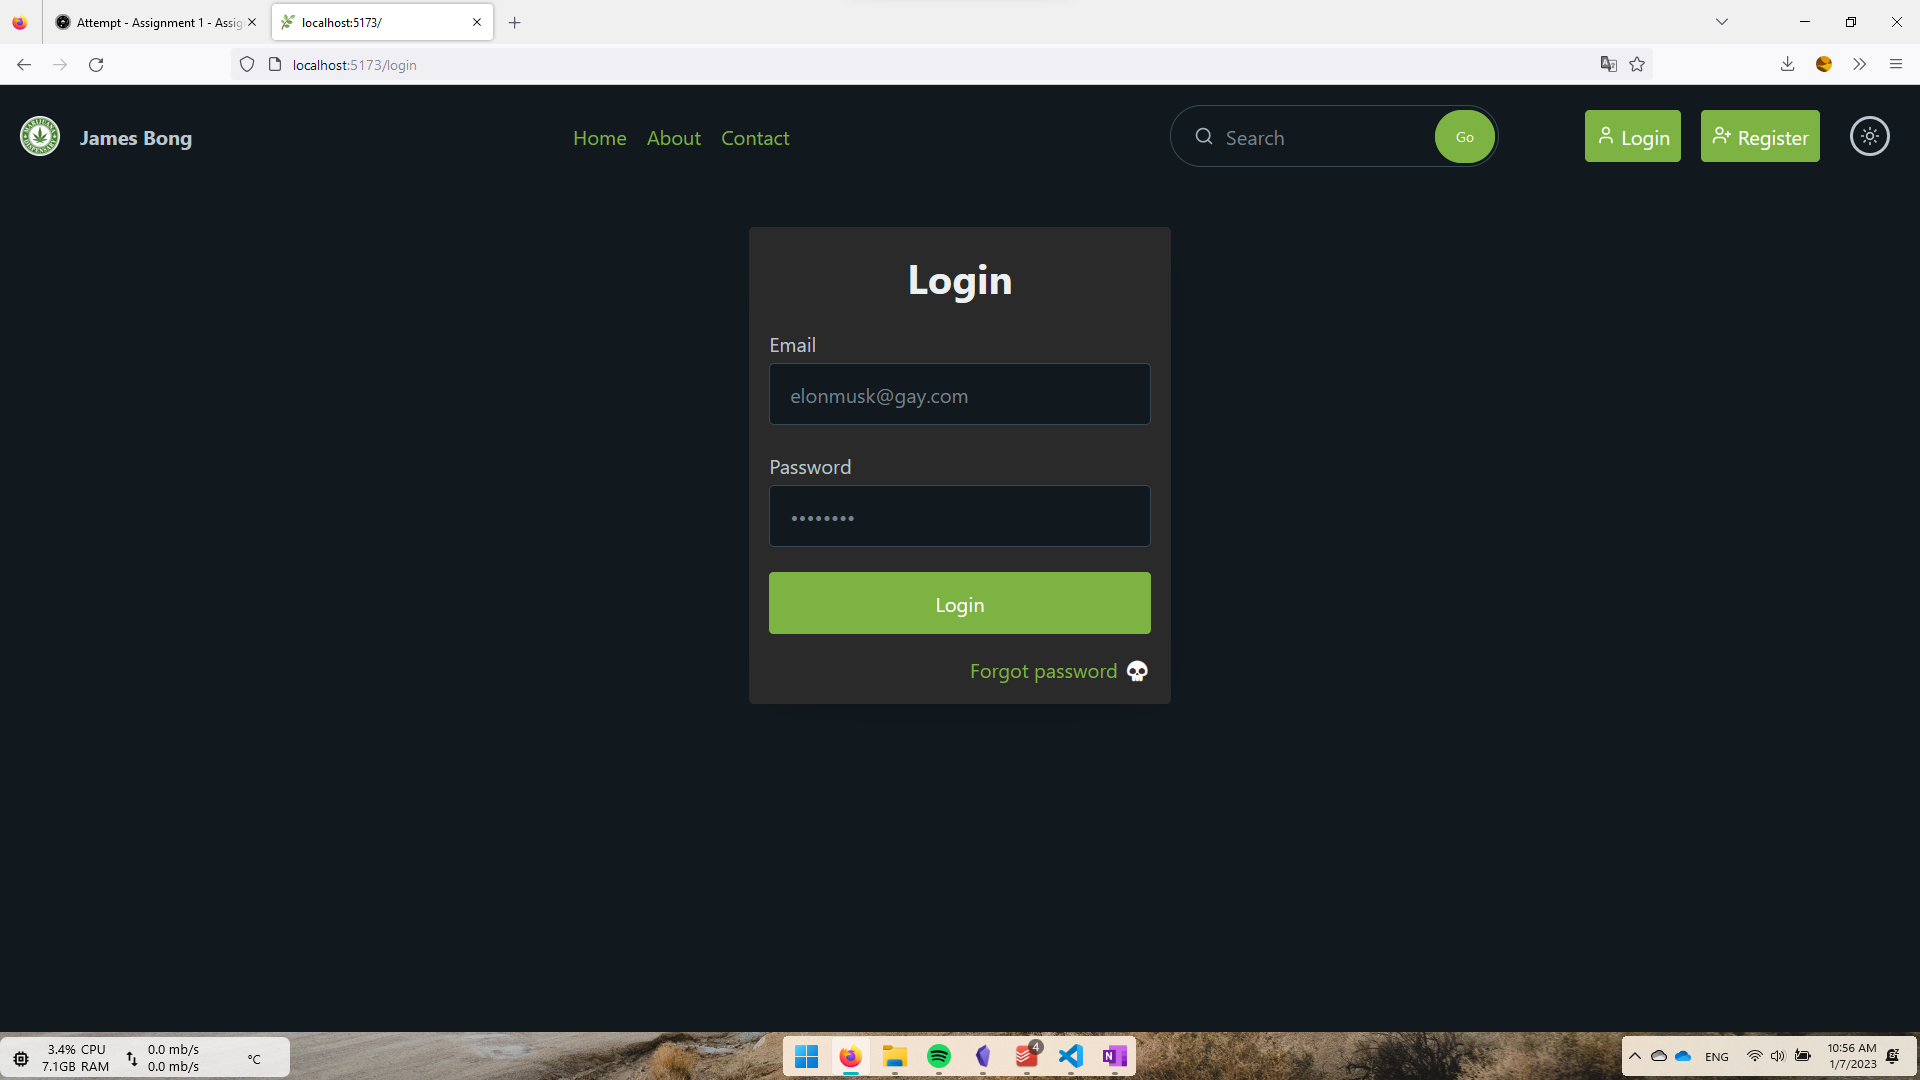 Attempt - Assignment 1 - Assig
localhost:5173/
localhost:5173/login
James Bong
Home About Contact
Search
Go
Login
Register
Login
Email
elonmusk@gay.com
Password
Login
Forgot password
3.4% CPU
7.1GB RAM
0.0 mb/s
0.0 mb/s
°C
4
ENG
10:56 AM
1/7/2023